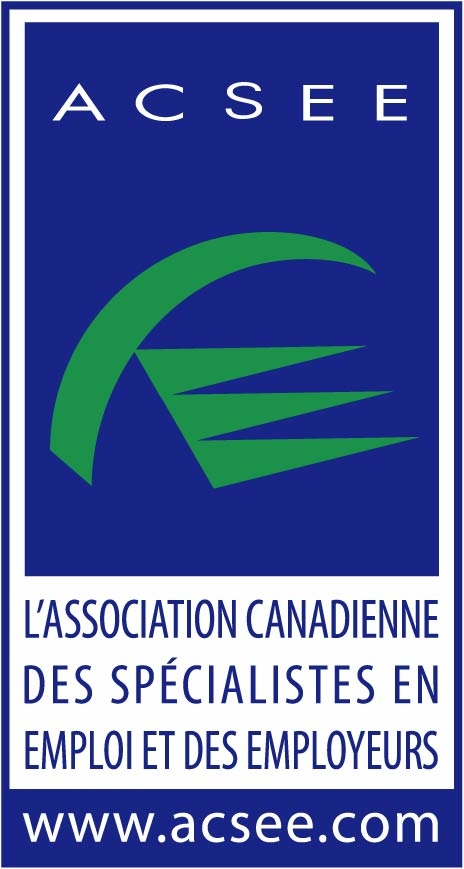 ACSEE
L'ASSOCIATION CANADIENNE
DES SPÉCIALISTES EN
EMPLOI ET DES EMPLOYEURS
www.acsee.com